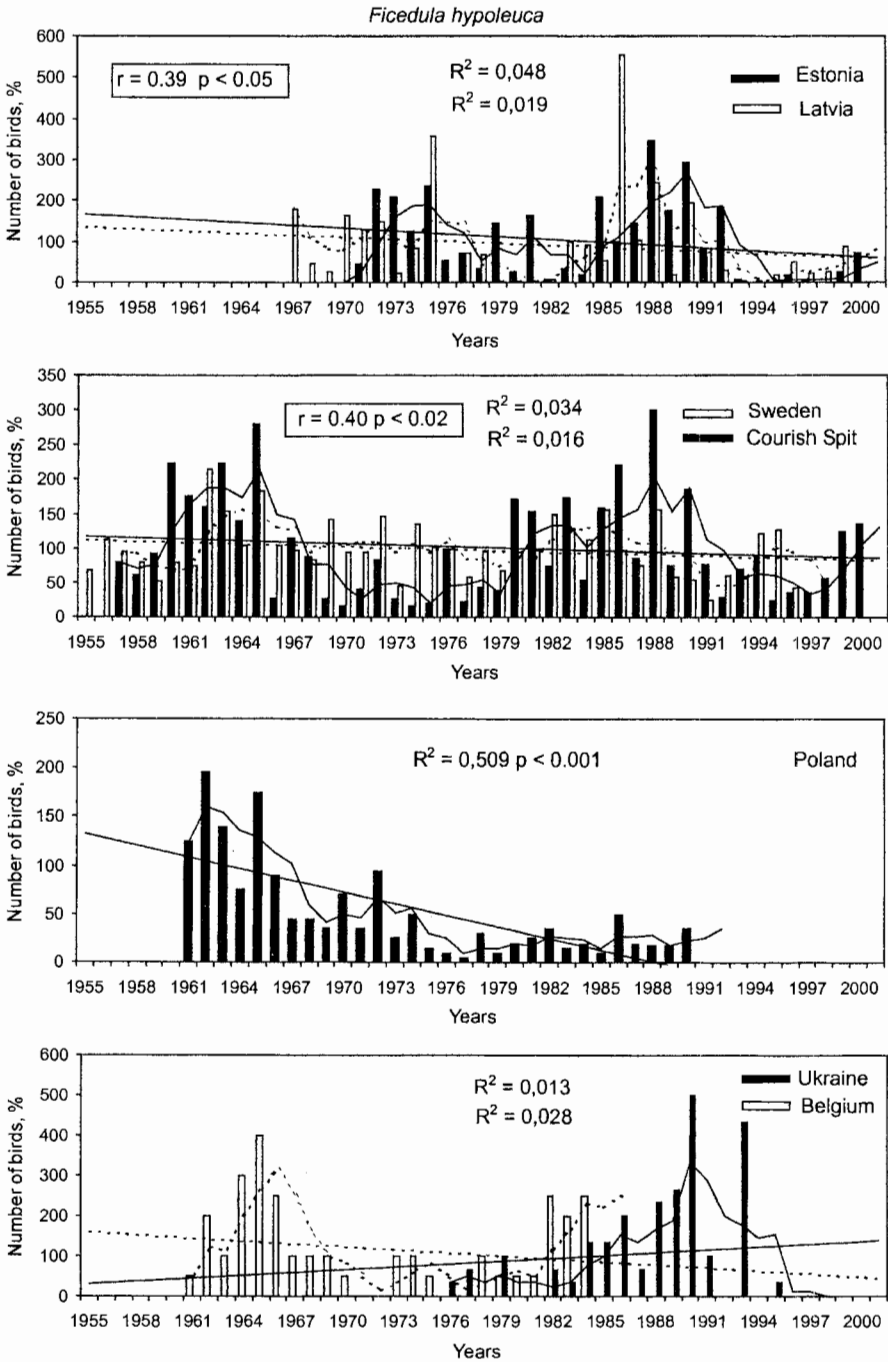 Ficedula hypoleuca
600
500
400
300
200
100
0
Number of birds, %
r = 0.39 p < 0.05
R² = 0,048
R² = 0,019
Estonia
Latvia
1955 1958 1961 1964 1967 1970 1973 1976 1979 1982 1985 1988 1991 1994 1997 2000
Years
350
300
250
200
150
100
50
0
Number of birds, %
r = 0.40 p < 0.02
R² = 0,034
R² = 0,016
Sweden
Courish Spit
1955 1958 1961 1964 1967 1970 1973 1976 1979 1982 1985 1988 1991 1994 1997 2000
Years
250
200
150
100
50
0
Number of birds, %
R² = 0,509 p < 0.001
Poland
1955 1958 1961 1964 1967 1970 1973 1976 1979 1982 1985 1988 1991 1994 1997 2000
Years
600
500
400
300
200
100
0
Number of birds, %
R² = 0,013
R² = 0,028
Ukraine
Belgium
1955 1958 1961 1964 1967 1970 1973 1976 1979 1982 1985 1988 1991 1994 1997 2000
Years